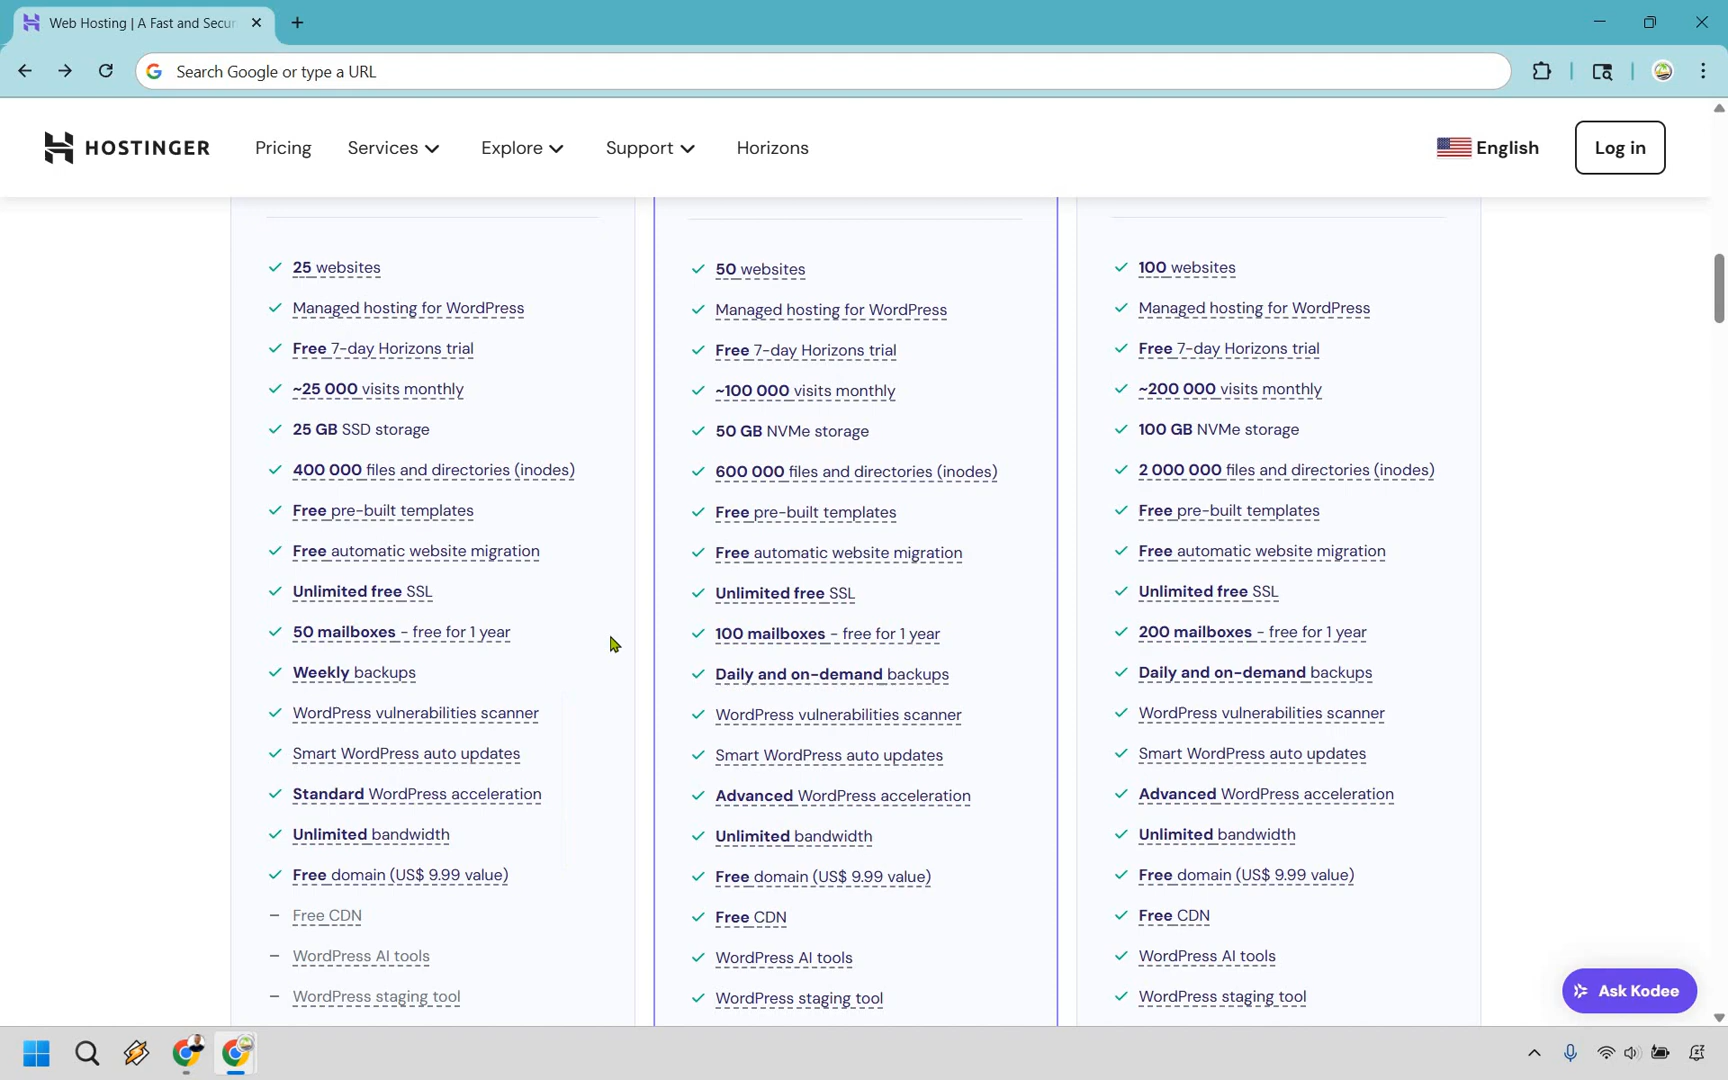 Web Hosting | A Fast and Secur
Search Google or type a URL
HOSTINGER
Pricing
Services
Explore
Support
Horizons
English
Log in
25 websites
Managed hosting for WordPress
Free 7-day Horizons trial
~25 000 visits monthly
25 GB SSD storage
400 000 files and directories (inodes)
Free pre-built templates
Free automatic website migration
Unlimited free SSL
50 mailboxes - free for 1 year
Weekly backups
WordPress vulnerabilities scanner
Smart WordPress auto updates
Standard WordPress acceleration
Unlimited bandwidth
Free domain (US$ 9.99 value)
Free CDN
WordPress AI tools
WordPress staging tool
50 websites
Managed hosting for WordPress
Free 7-day Horizons trial
~100 000 visits monthly
50 GB NVMe storage
600 000 files and directories (inodes)
Free pre-built templates
Free automatic website migration
Unlimited free SSL
100 mailboxes - free for 1 year
Daily and on-demand backups
WordPress vulnerabilities scanner
Smart WordPress auto updates
Advanced WordPress acceleration
Unlimited bandwidth
Free domain (US$ 9.99 value)
Free CDN
WordPress AI tools
WordPress staging tool
100 websites
Managed hosting for WordPress
Free 7-day Horizons trial
~200 000 visits monthly
100 GB NVMe storage
2 000 000 files and directories (inodes)
Free pre-built templates
Free automatic website migration
Unlimited free SSL
200 mailboxes - free for 1 year
Daily and on-demand backups
WordPress vulnerabilities scanner
Smart WordPress auto updates
Advanced WordPress acceleration
Unlimited bandwidth
Free domain (US$ 9.99 value)
Free CDN
WordPress AI tools
WordPress staging tool
Ask Kodee